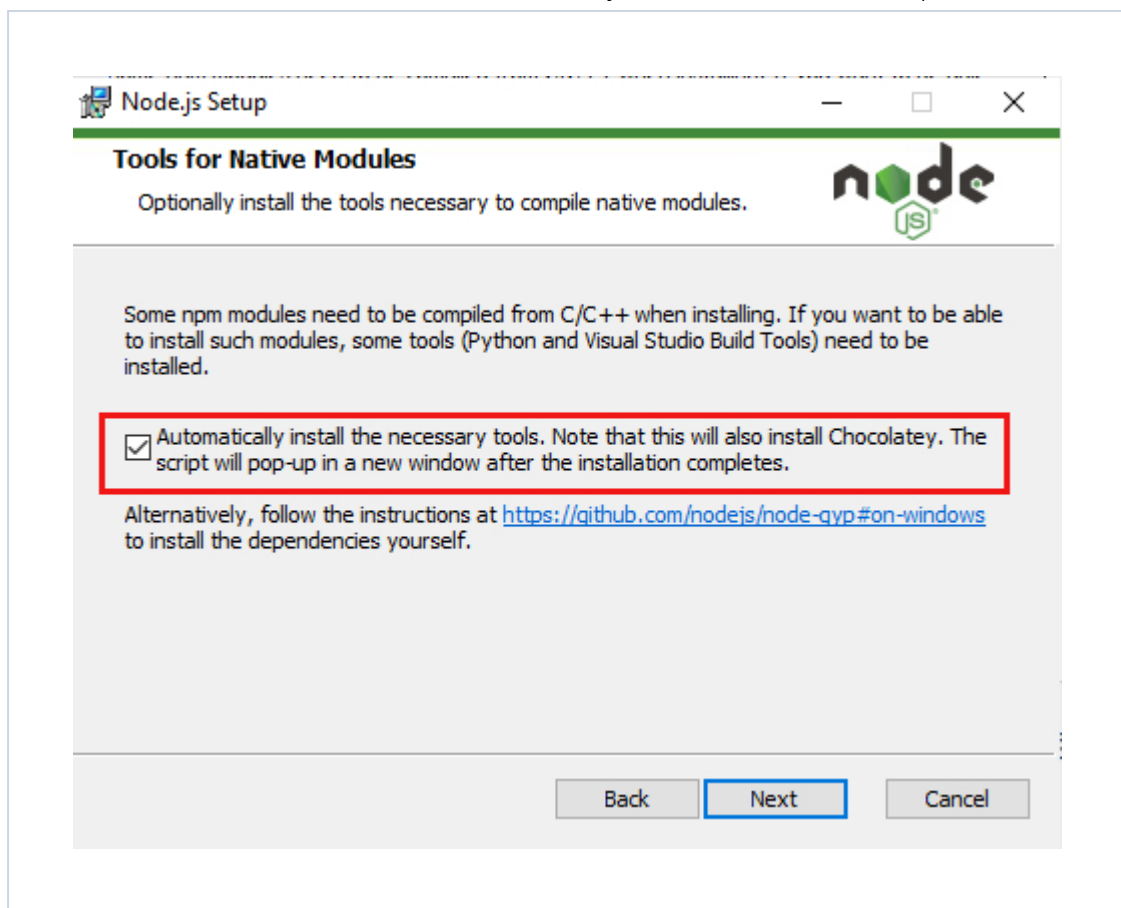 Node.js Setup
Tools for Native Modules
Optionally install the tools necessary to compile native modules.
node
JS
Some npm modules need to be compiled from C/C++ when installing. If you want to be able
to install such modules, some tools (Python and Visual Studio Build Tools) need to be
installed.
Automatically install the necessary tools. Note that this will also install Chocolatey. The
script will pop-up in a new window after the installation completes.
Alternatively, follow the instructions at https://github.com/nodejs/node-gyp#on-windows
to install the dependencies yourself.
Back Next Cancel